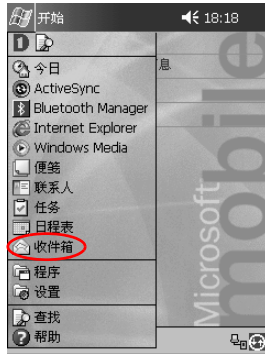 开始 18:18
今日
息
ActiveSync
Bluetooth Manager
Internet Explorer
Windows Media
便笺
联系人
任务
日程表
收件箱
程序
设置
查找
帮助
Microsoft
mobile